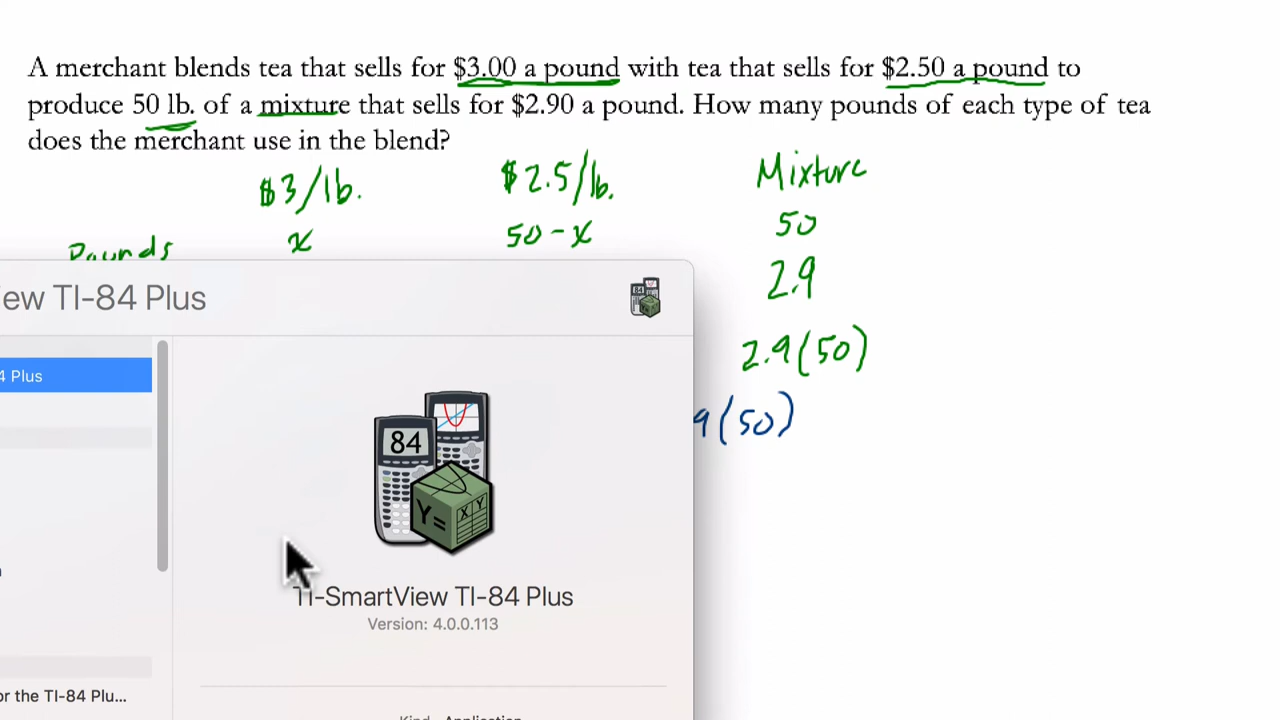 A merchant blends tea that sells for $3.00 a pound with tea that sells for $2.50 a pound to
produce 50 lb. of a mixture that sells for $2.90 a pound. How many pounds of each type of tea
does the merchant use in the blend?
$3/lb. $2.5/lb. Mixture
Pounds x 50-x 50
2.9
2.9(50)
9(50)
ew TI-84 Plus
4 Plus
84
Y=
X Y
TI-SmartView TI-84 Plus
Version: 4.0.0.113
or the TI-84 Plu...
Kind Application